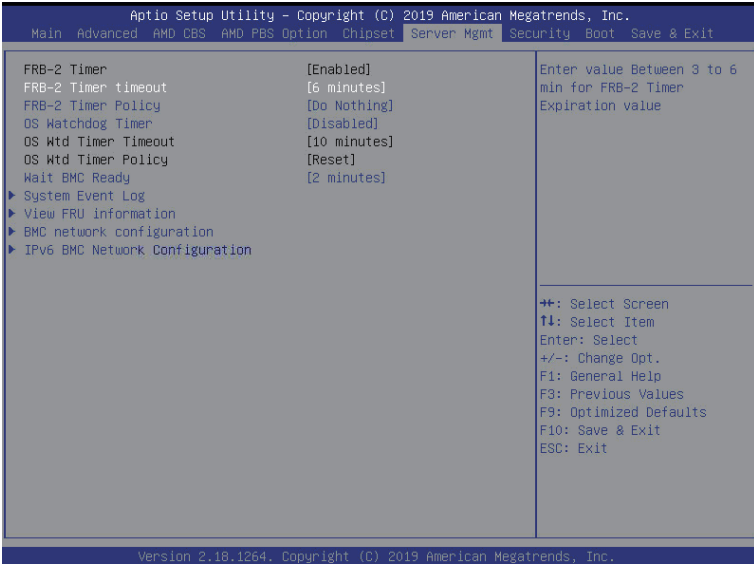 Aptio Setup Utility – Copyright (C) 2019 American Megatrends, Inc.
Main Advanced AMD CBS AMD PBS Option Chipset Server Mgmt Security Boot Save & Exit
FRB-2 Timer [Enabled]
FRB-2 Timer timeout [6 minutes]
FRB-2 Timer Policy [Do Nothing]
OS Watchdog Timer [Disabled]
OS Wtd Timer Timeout [10 minutes]
OS Wtd Timer Policy [Reset]
Wait BMC Ready [2 minutes]
System Event Log
View FRU information
BMC network configuration
IPv6 BMC Network Configuration
Enter value Between 3 to 6
min for FRB-2 Timer
Expiration value
→←: Select Screen
↑↓: Select Item
Enter: Select
+/-: Change Opt.
F1: General Help
F3: Previous Values
F9: Optimized Defaults
F10: Save & Exit
ESC: Exit
Version 2.18.1264. Copyright (C) 2019 American Megatrends, Inc.